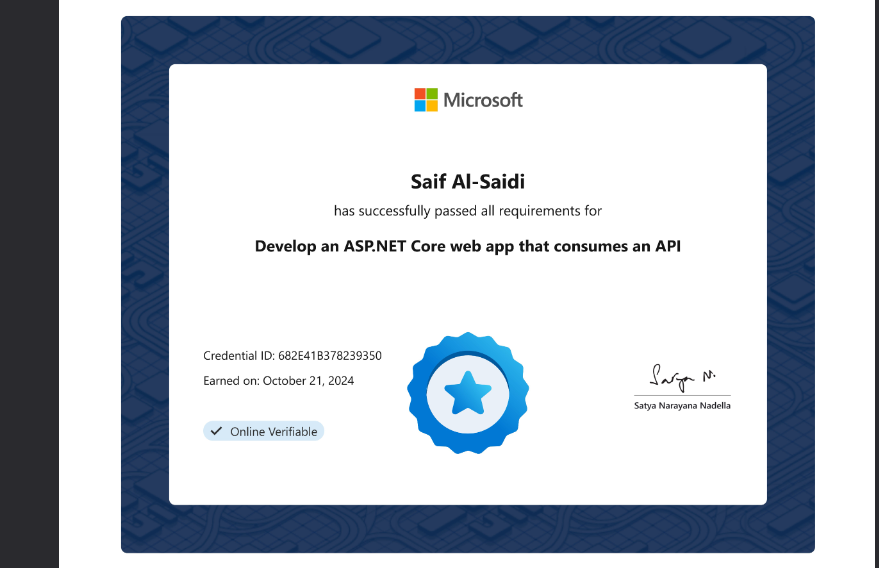 Microsoft
Saif Al-Saidi
has successfully passed all requirements for
Develop an ASP.NET Core web app that consumes an API
Credential ID: 682E41B378239350
Earned on: October 21, 2024
Online Verifiable
Satya N.
Satya Narayana Nadella